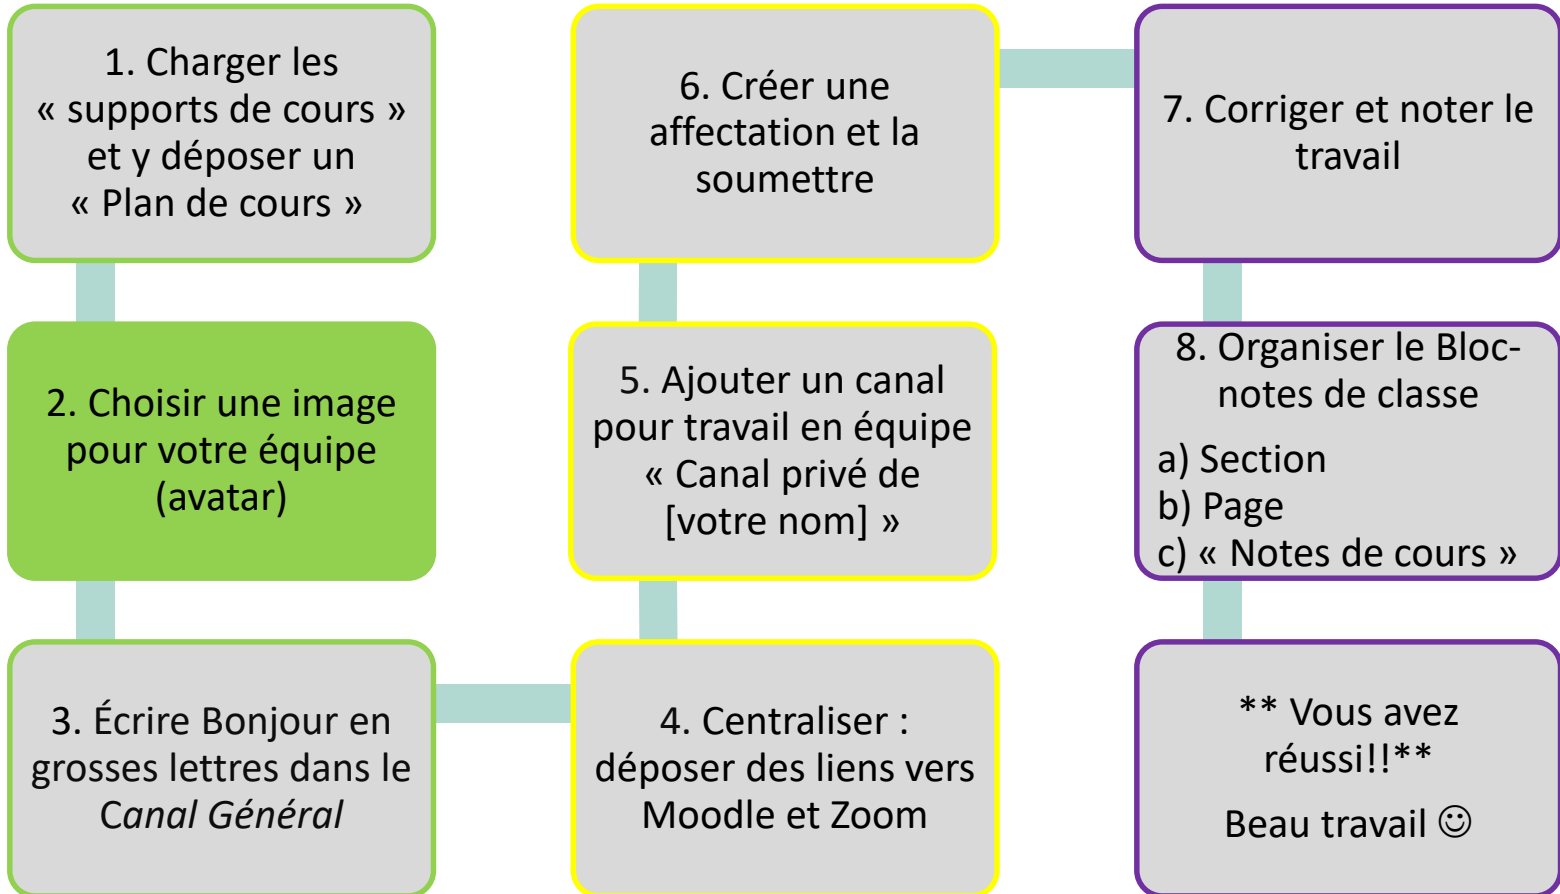 1. Charger les
« supports de cours »
et y déposer un
« Plan de cours »
2. Choisir une image
pour votre équipe
(avatar)
3. Écrire Bonjour en
grosses lettres dans le
Canal Général
4. Centraliser :
déposer des liens vers
Moodle et Zoom
5. Ajouter un canal
pour travail en équipe
« Canal privé de
[votre nom] »
6. Créer une
affectation et la
soumettre
7. Corriger et noter le
travail
8. Organiser le Bloc-
notes de classe
a) Section
b) Page
c) « Notes de cours »
** Vous avez
réussi!!**
Beau travail ☺